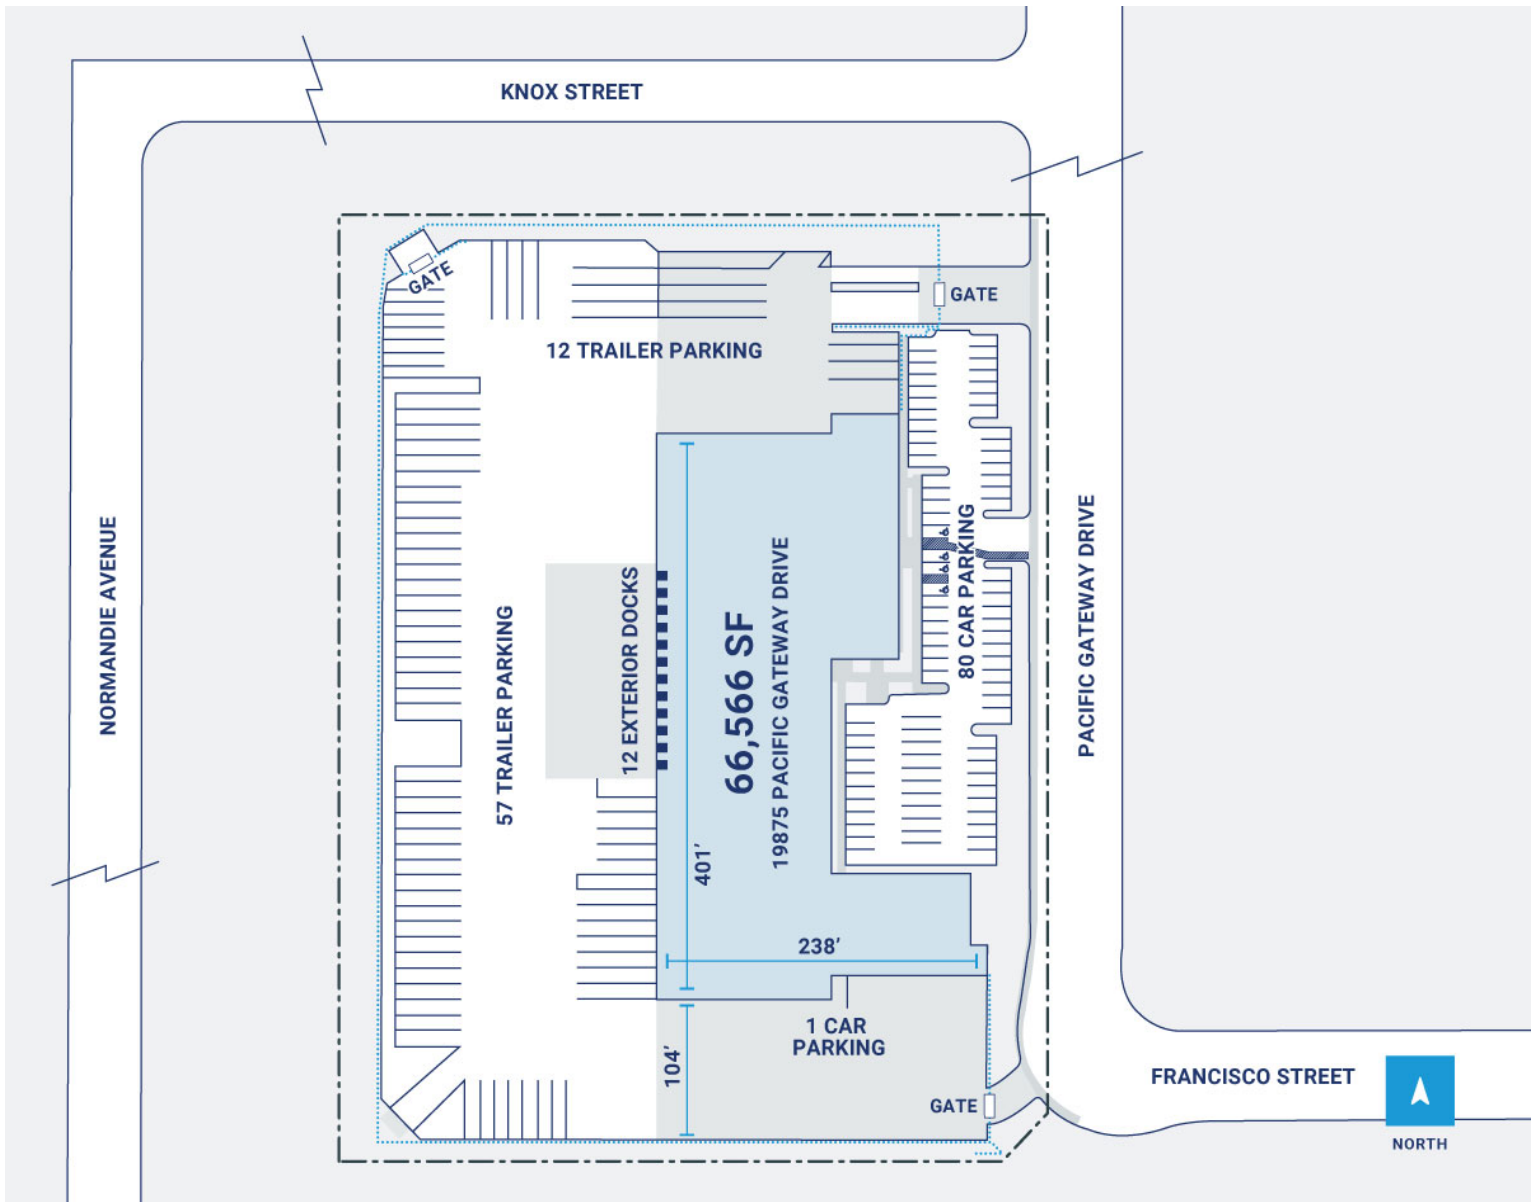 KNOX STREET
GATE
GATE
12 TRAILER PARKING
NORMANDIE AVENUE
57 TRAILER PARKING
12 EXTERIOR DOCKS
66,566 SF
19875 PACIFIC GATEWAY DRIVE
80 CAR PARKING
PACIFIC GATEWAY DRIVE
401’
238’
104’
1 CAR
PARKING
GATE
FRANCISCO STREET
NORTH